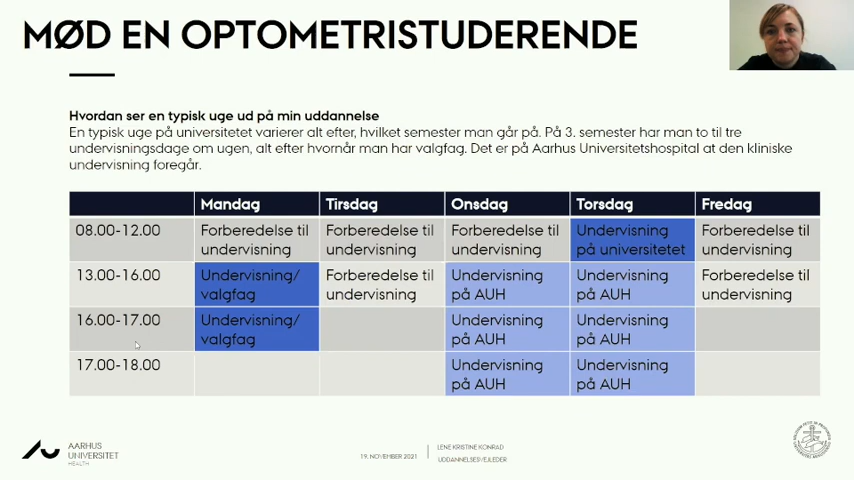 MØD EN OPTOMETRISTUDERENDE
Hvordan ser en typisk uge ud på min uddannelse
En typisk uge på universitetet varierer alt efter, hvilket semester man går på. På 3. semester har man to til tre
undervisningsdage om ugen, alt efter hvornår man har valgfag. Det er på Aarhus Universitetshospital at den kliniske
undervisning foregår.
Mandag Tirsdag Onsdag Torsdag Fredag
08.00-12.00 Forberedelse til Forberedelse til Forberedelse til Undervisning Forberedelse til
undervisning undervisning undervisning på universitetet undervisning
13.00-16.00 Undervisning/ Forberedelse til Undervisning Undervisning Forberedelse til
valgfag undervisning på AUH på AUH undervisning
16.00-17.00 Undervisning/ Undervisning Undervisning
valgfag på AUH på AUH
17.00-18.00 Undervisning Undervisning
på AUH på AUH
AARHUS
UNIVERSITET
HEALTH
19. NOVEMBER 2021
LENE KRISTINE KONRAD
UDDANNELSESVEJLEDER